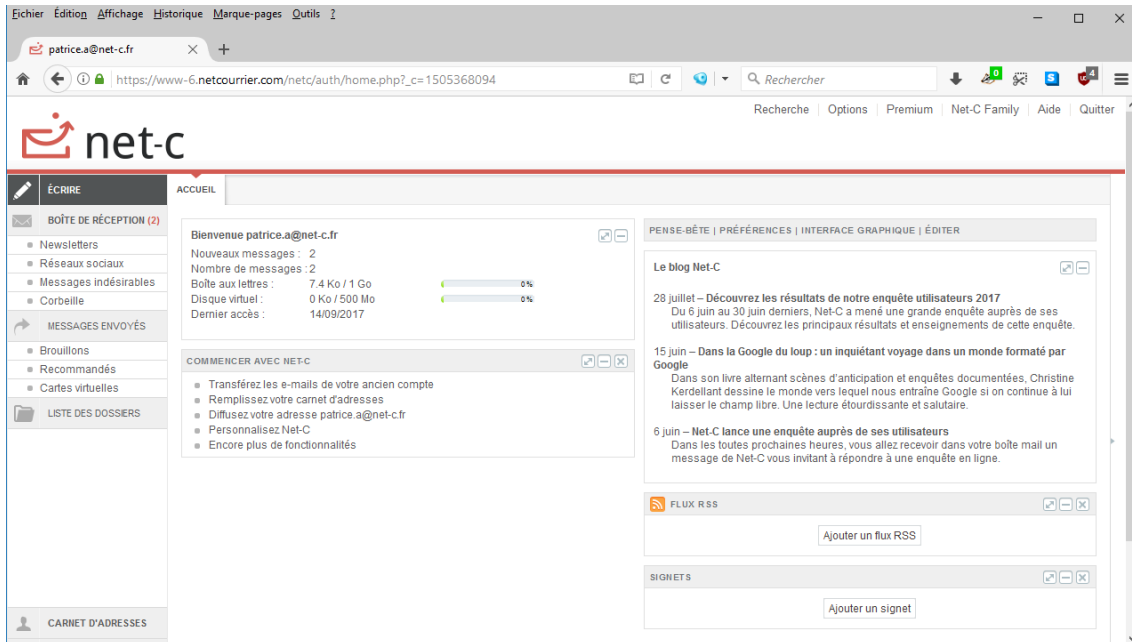 Fichier Édition Affichage Historique Marque-pages Outils ?
patrice.a@net-c.fr
https://www-6.netcourrier.com/netc/auth/home.php?_c=1505368094
Rechercher
0
S
4
Recherche Options Premium Net-C Family Aide Quitter
net-c
ÉCRIRE
ACCUEIL
BOÎTE DE RÉCEPTION (2)
Newsletters
Réseaux sociaux
Messages indésirables
Corbeille
MESSAGES ENVOYÉS
Brouillons
Recommandés
Cartes virtuelles
LISTE DES DOSSIERS
CARNET D'ADRESSES
Bienvenue patrice.a@net-c.fr
Nouveaux messages : 2
Nombre de messages : 2
Boîte aux lettres : 7.4 Ko / 1 Go 0 %
Disque virtuel : 0 Ko / 500 Mo 0 %
Dernier accès : 14/09/2017
COMMENCER AVEC NET-C
Transférez les e-mails de votre ancien compte
Remplissez votre carnet d'adresses
Diffusez votre adresse patrice.a@net-c.fr
Personnalisez Net-C
Encore plus de fonctionnalités
PENSE-BÊTE | PRÉFÉRENCES | INTERFACE GRAPHIQUE | ÉDITER
Le blog Net-C
28 juillet – Découvrez les résultats de notre enquête utilisateurs 2017
Du 6 juin au 30 juin derniers, Net-C a mené une grande enquête auprès de ses
utilisateurs. Découvrez les principaux résultats et enseignements de cette enquête.
15 juin – Dans la Google du loup : un inquiétant voyage dans un monde formaté par
Google
Dans son livre alternant scènes d'anticipation et enquêtes documentées, Christine
Kerdellant dessine le monde vers lequel nous entraîne Google si on continue à lui
laisser le champ libre. Une lecture étourdissante et salutaire.
6 juin – Net-C lance une enquête auprès de ses utilisateurs
Dans les toutes prochaines heures, vous allez recevoir dans votre boîte mail un
message de Net-C vous invitant à répondre à une enquête en ligne.
FLUX RSS
Ajouter un flux RSS
SIGNETS
Ajouter un signet